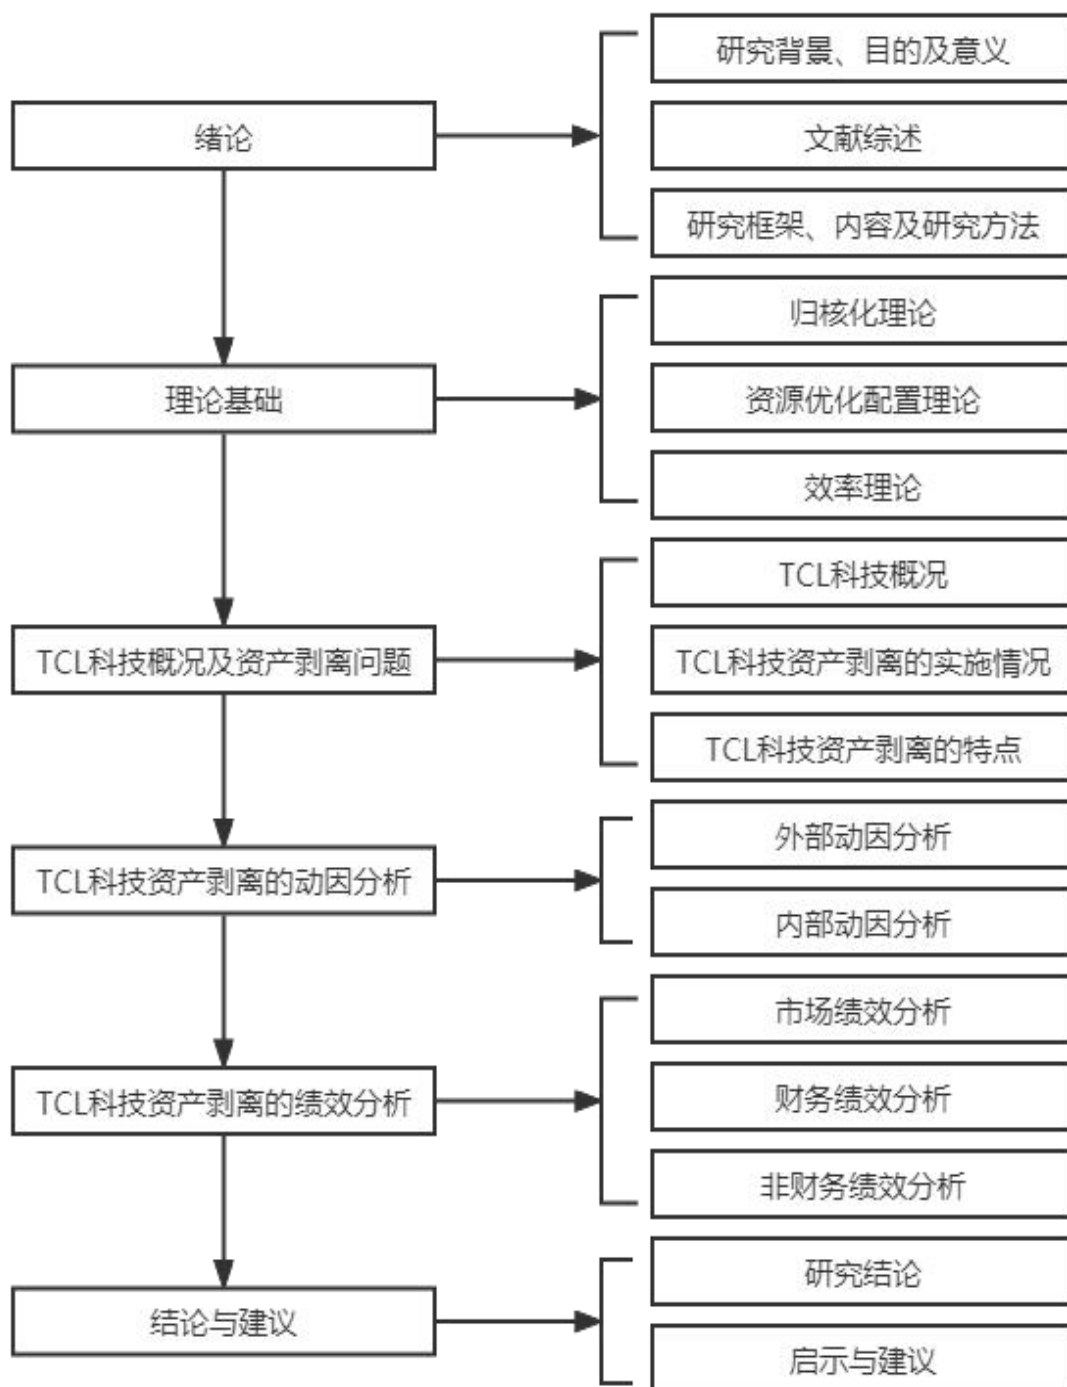 研究背景、目的及意义
绪论
文献综述
研究框架、内容及研究方法
归核化理论
理论基础
资源优化配置理论
效率理论
TCL科技概况
TCL科技概况及资产剥离问题
TCL科技资产剥离的实施情况
TCL科技资产剥离的特点
外部动因分析
TCL科技资产剥离的动因分析
内部动因分析
市场绩效分析
TCL科技资产剥离的绩效分析
财务绩效分析
非财务绩效分析
研究结论
结论与建议
启示与建议